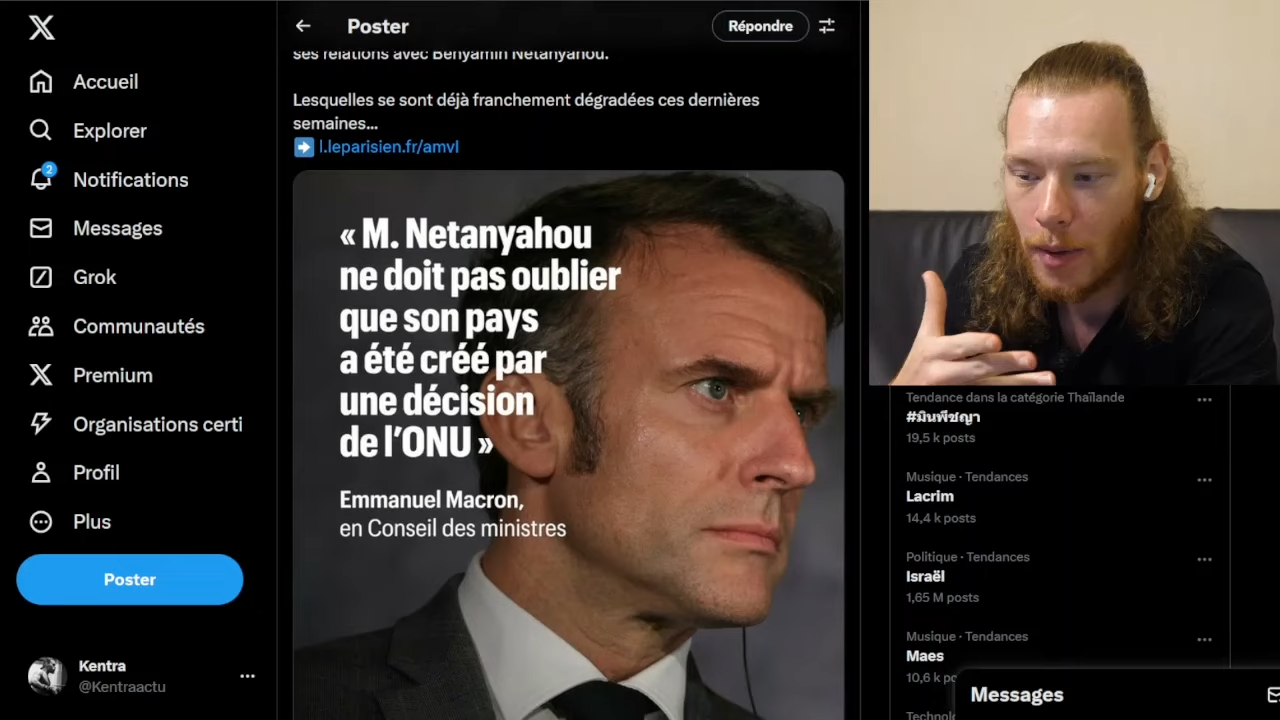 Accueil
Explorer
2
Notifications
Messages
Grok
Communautés
Premium
Organisations certi
Profil
Plus
Poster
Kentra
@Kentraactu
Poster
Répondre
ses relations avec Benyamin Netanyahou.
Lesquelles se sont déjà franchement dégradées ces dernières
semaines...
l.leparisien.fr/amvl
« M. Netanyahou
ne doit pas oublier
que son pays
a été créé par
une décision
de l'ONU »
Emmanuel Macron,
en Conseil des ministres
Tendance dans la catégorie Thaïlande
#มินพีชญา
19,5 k posts
Musique · Tendances
Lacrim
14,4 k posts
Politique · Tendances
Israël
1,65 M posts
Musique · Tendances
Maes
10,6 k po
Messages
Technolo